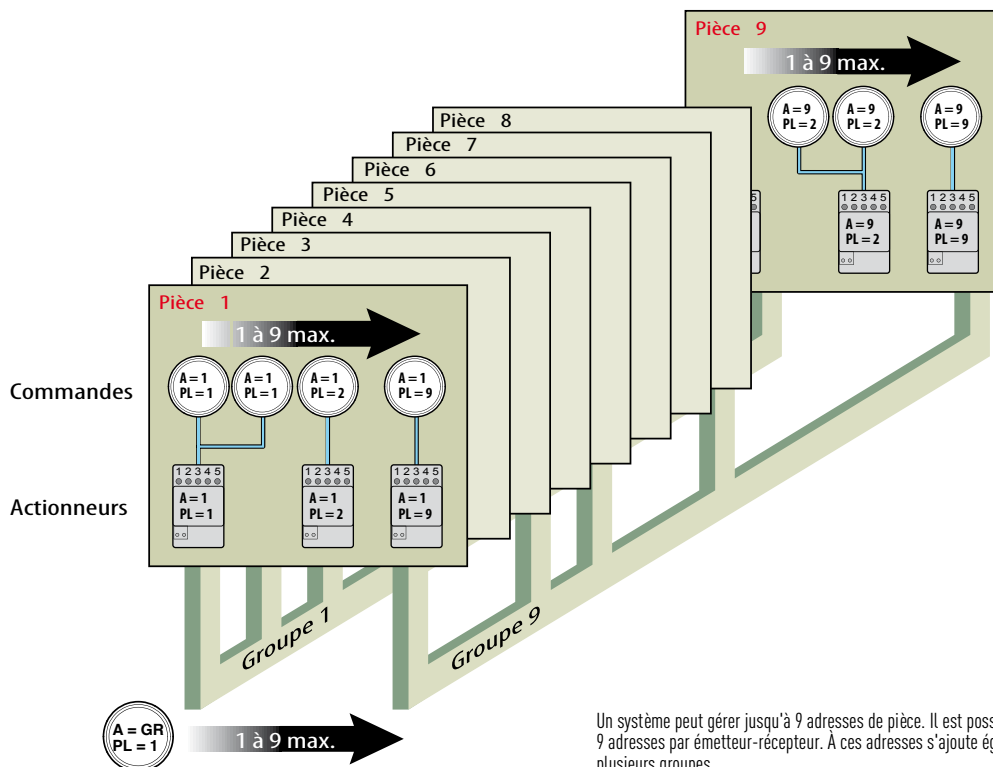 Pièce 9
1 à 9 max.
A = 9
PL = 2
A = 9
PL = 2
A = 9
PL = 9
5
1 2 3 4 5
A = 9
PL = 2
1 2 3 4 5
A = 9
PL = 9
Pièce 8
Pièce 7
Pièce 6
Pièce 5
Pièce 4
Pièce 3
Pièce 2
Pièce 1
1 à 9 max.
Commandes
A = 1
PL = 1
A = 1
PL = 1
A = 1
PL = 2
A = 1
PL = 9
Actionneurs
1 2 3 4 5
A = 1
PL = 1
1 2 3 4 5
A = 1
PL = 2
1 2 3 4 5
A = 1
PL = 9
Groupe 1
Groupe 9
A = GR
PL = 1
1 à 9 max.
Un système peut gérer jusqu'à 9 adresses de pièce. Il est poss
9 adresses par émetteur-récepteur. À ces adresses s'ajoute ég
plusieurs groupes